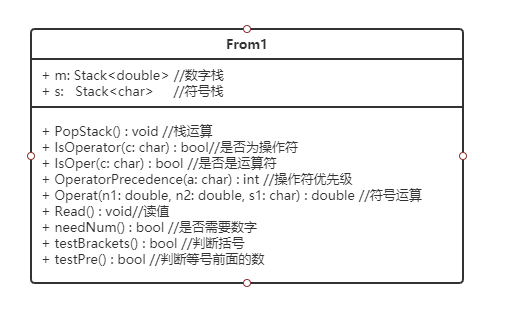 From1
+ m: Stack<double> //数字栈
+ s: Stack<char> //符号栈
+ PopStack() : void //栈运算
+ IsOperator(c: char) : bool//是否为操作符
+ IsOper(c: char) : bool //是否是运算符
+ OperatorPrecedence(a: char) : int //操作符优先级
+ Operat(n1: double, n2: double, s1: char) : double //符号运算
+ Read() : void//读值
+ needNum() : bool //是否需要数字
+ testBrackets() : bool //判断括号
+ testPre() : bool //判断等号前面的数